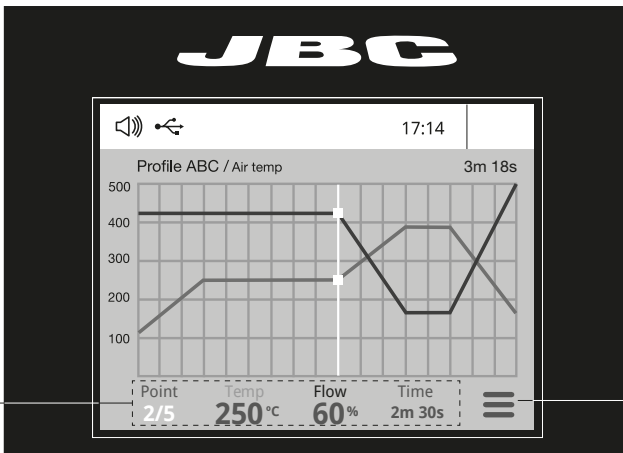 JBC
17:14
Profile ABC / Air temp 3m 18s
500
400
300
200
100
Point Temp Flow Time
2/5 250 °C 60 % 2m 30s